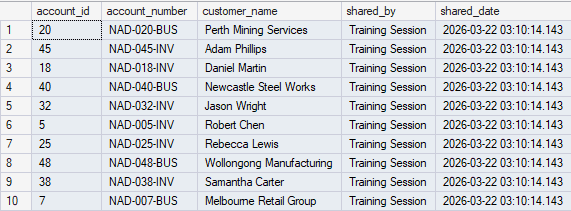 account_id account_number customer_name shared_by shared_date
1 20 NAD-020-BUS Perth Mining Services Training Session 2026-03-22 03:10:14.143
2 45 NAD-045-INV Adam Phillips Training Session 2026-03-22 03:10:14.143
3 18 NAD-018-INV Daniel Martin Training Session 2026-03-22 03:10:14.143
4 40 NAD-040-BUS Newcastle Steel Works Training Session 2026-03-22 03:10:14.143
5 32 NAD-032-INV Jason Wright Training Session 2026-03-22 03:10:14.143
6 5 NAD-005-INV Robert Chen Training Session 2026-03-22 03:10:14.143
7 25 NAD-025-INV Rebecca Lewis Training Session 2026-03-22 03:10:14.143
8 48 NAD-048-BUS Wollongong Manufacturing Training Session 2026-03-22 03:10:14.143
9 38 NAD-038-INV Samantha Carter Training Session 2026-03-22 03:10:14.143
10 7 NAD-007-BUS Melbourne Retail Group Training Session 2026-03-22 03:10:14.143